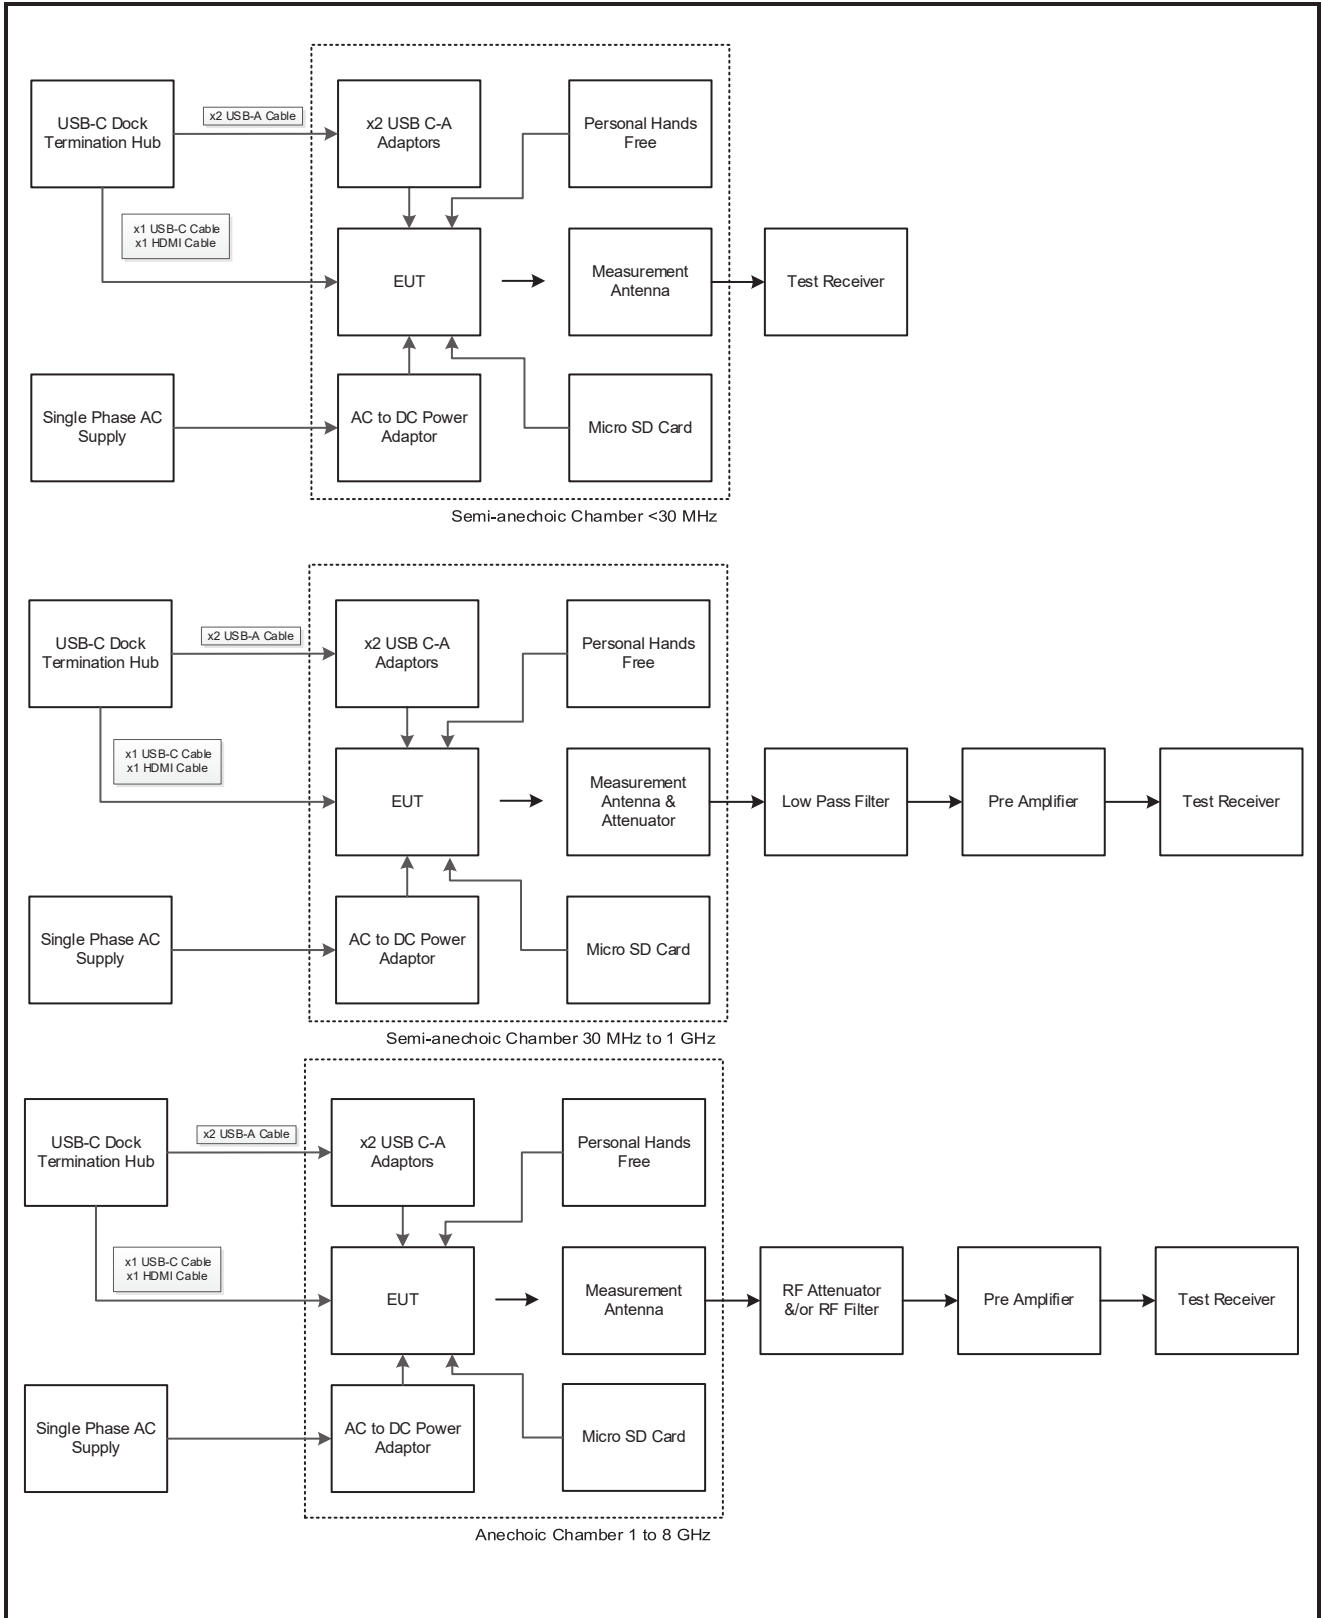 USB-C Dock
Termination Hub
x2 USB-A Cable
x2 USB C-A
Adaptors
Personal Hands
Free
x1 USB-C Cable
x1 HDMI Cable
EUT
Measurement
Antenna
Test Receiver
Single Phase AC
Supply
AC to DC Power
Adaptor
Micro SD Card
Semi-anechoic Chamber <30 MHz
USB-C Dock
Termination Hub
x2 USB-A Cable
x2 USB C-A
Adaptors
Personal Hands
Free
x1 USB-C Cable
x1 HDMI Cable
EUT
Measurement
Antenna &
Attenuator
Low Pass Filter
Pre Amplifier
Test Receiver
Single Phase AC
Supply
AC to DC Power
Adaptor
Micro SD Card
Semi-anechoic Chamber 30 MHz to 1 GHz
USB-C Dock
Termination Hub
x2 USB-A Cable
x2 USB C-A
Adaptors
Personal Hands
Free
x1 USB-C Cable
x1 HDMI Cable
EUT
Measurement
Antenna
RF Attenuator
&/or RF Filter
Pre Amplifier
Test Receiver
Single Phase AC
Supply
AC to DC Power
Adaptor
Micro SD Card
Anechoic Chamber 1 to 8 GHz